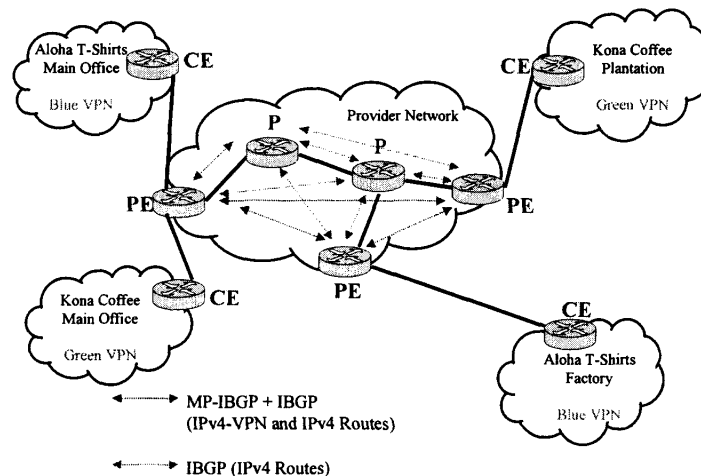 Aloha T-Shirts
Main Office
Blue VPN
CE
Kona Coffee
Plantation
Green VPN
CE
Provider Network
P
P
PE
PE
PE
Kona Coffee
Main Office
Green VPN
CE
CE
Aloha T-Shirts
Factory
Blue VPN
MP-IBGP + IBGP
(IPv4-VPN and IPv4 Routes)
IBGP (IPv4 Routes)